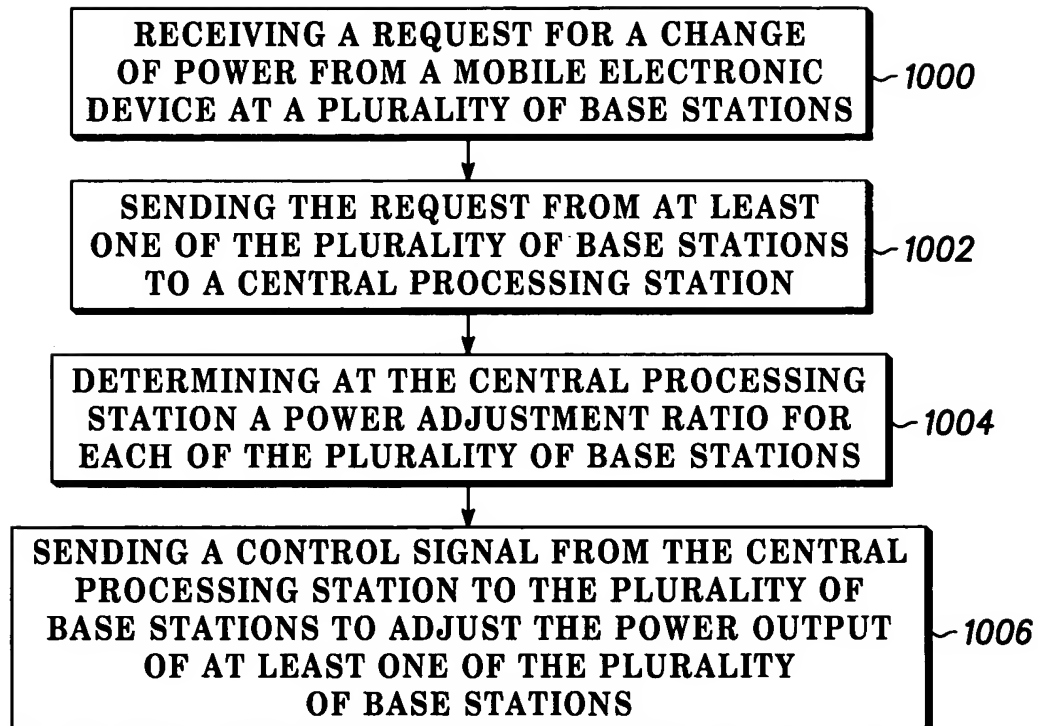 RECEIVING A REQUEST FOR A CHANGE
OF POWER FROM A MOBILE ELECTRONIC
DEVICE AT A PLURALITY OF BASE STATIONS
1000
SENDING THE REQUEST FROM AT LEAST
ONE OF THE PLURALITY OF BASE STATIONS
TO A CENTRAL PROCESSING STATION
1002
DETERMINING AT THE CENTRAL PROCESSING
STATION A POWER ADJUSTMENT RATIO FOR
EACH OF THE PLURALITY OF BASE STATIONS
1004
SENDING A CONTROL SIGNAL FROM THE CENTRAL
PROCESSING STATION TO THE PLURALITY OF
BASE STATIONS TO ADJUST THE POWER OUTPUT
OF AT LEAST ONE OF THE PLURALITY
OF BASE STATIONS
1006